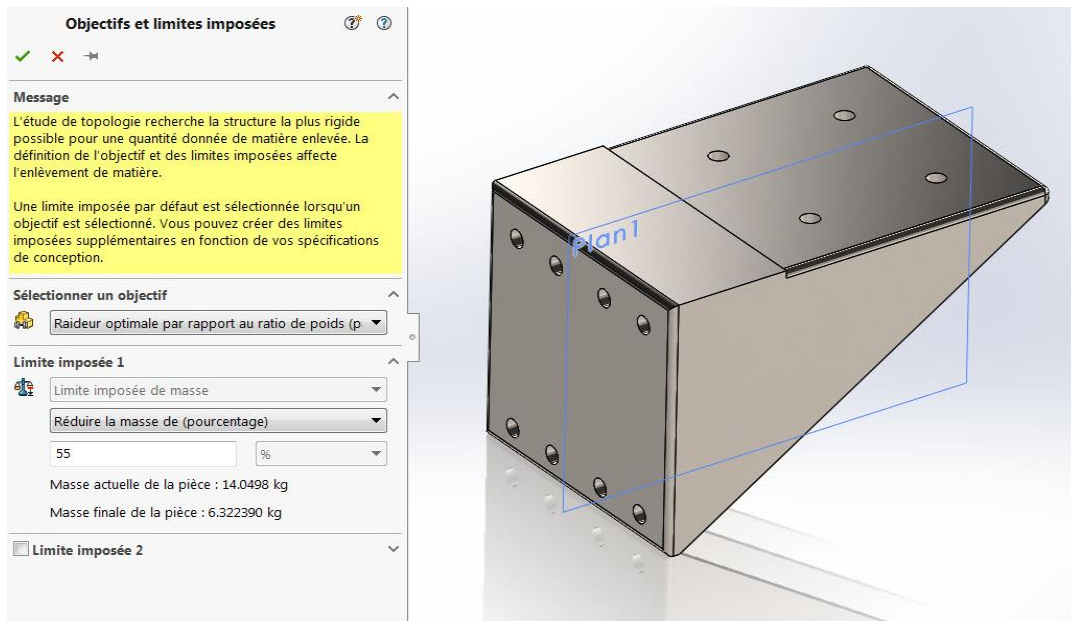 Objectifs et limites imposées
Message
L'étude de topologie recherche la structure la plus rigide
possible pour une quantité donnée de matière enlevée. La
définition de l'objectif et des limites imposées affecte
l'enlèvement de matière.
Une limite imposée par défaut est sélectionnée lorsqu'un
objectif est sélectionné. Vous pouvez créer des limites
imposées supplémentaires en fonction de vos spécifications
de conception.
Sélectionner un objectif
Raideur optimale par rapport au ratio de poids (p
Limite imposée 1
Limite imposée de masse
Réduire la masse de (pourcentage)
55 %
Masse actuelle de la pièce : 14.0498 kg
Masse finale de la pièce : 6.322390 kg
Limite imposée 2
Plan1